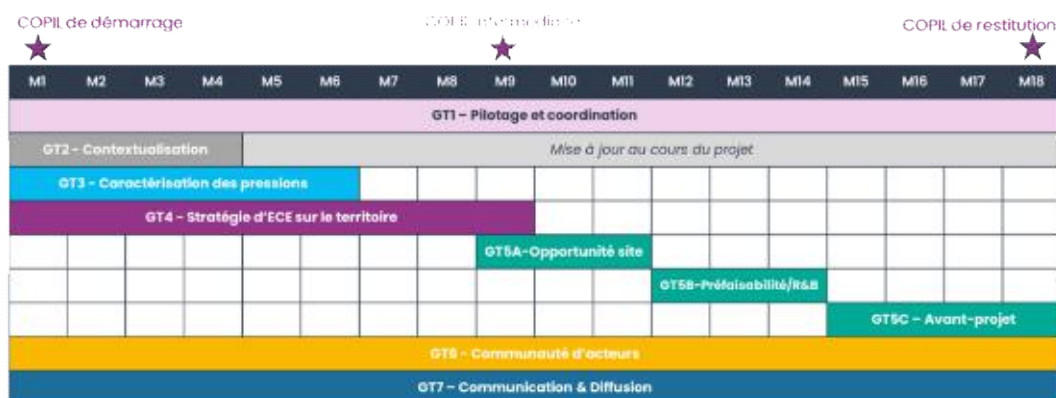 COPIL de démarrage
COPIL intermédiaire
COPIL de restitution
M1 M2 M3 M4 M5 M6 M7 M8 M9 M10 M11 M12 M13 M14 M15 M16 M17 M18
GT1 – Pilotage et coordination
GT2 - Contextualisation
Mise à jour au cours du projet
GT3 - Caractérisation des pressions
GT4 - Stratégie d'ECE sur le territoire
GT5A-Opportunité site
GT5B-Préfaisabilité/R&B
GT5C – Avant-projet
GT6 - Communauté d'acteurs
GT7 – Communication & Diffusion